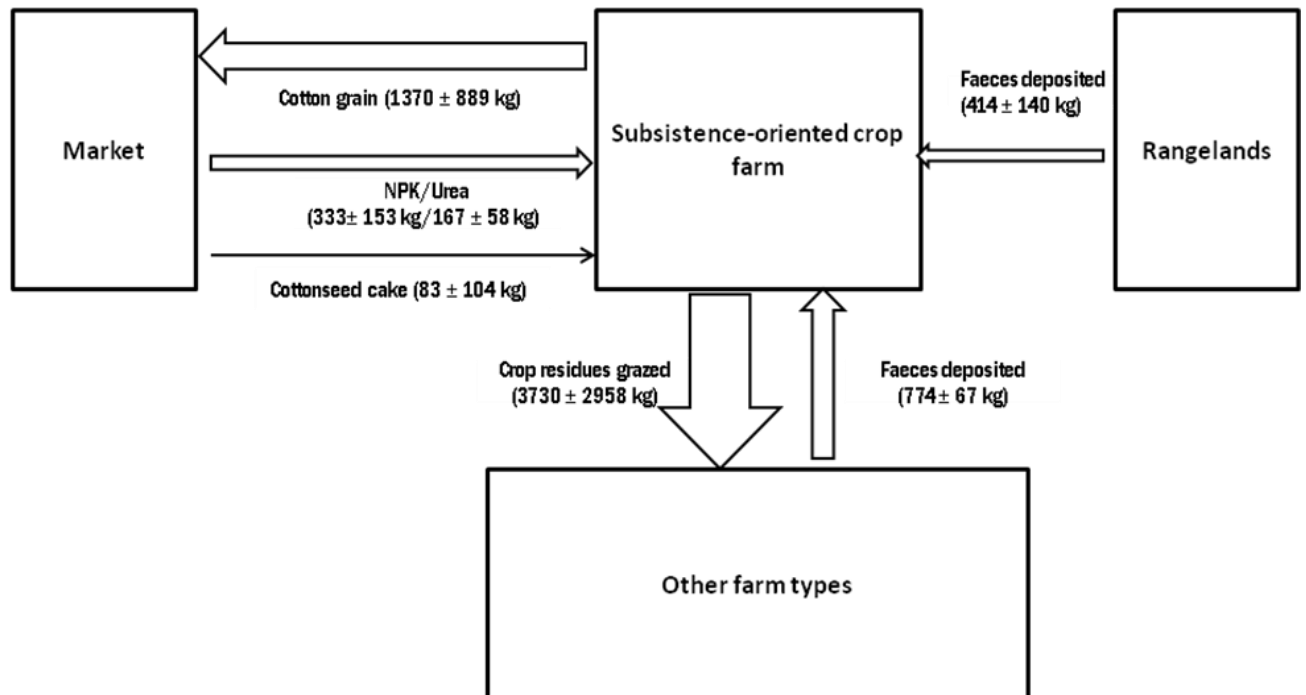 Market
Cotton grain (1370 ± 889 kg)
NPK/Urea
(333± 153 kg/167 ± 58 kg)
Cottonseed cake (83 ± 104 kg)
Subsistence-oriented crop
farm
Faeces deposited
(414 ± 140 kg)
Rangelands
Crop residues grazed
(3730 ± 2958 kg)
Faeces deposited
(774± 67 kg)
Other farm types